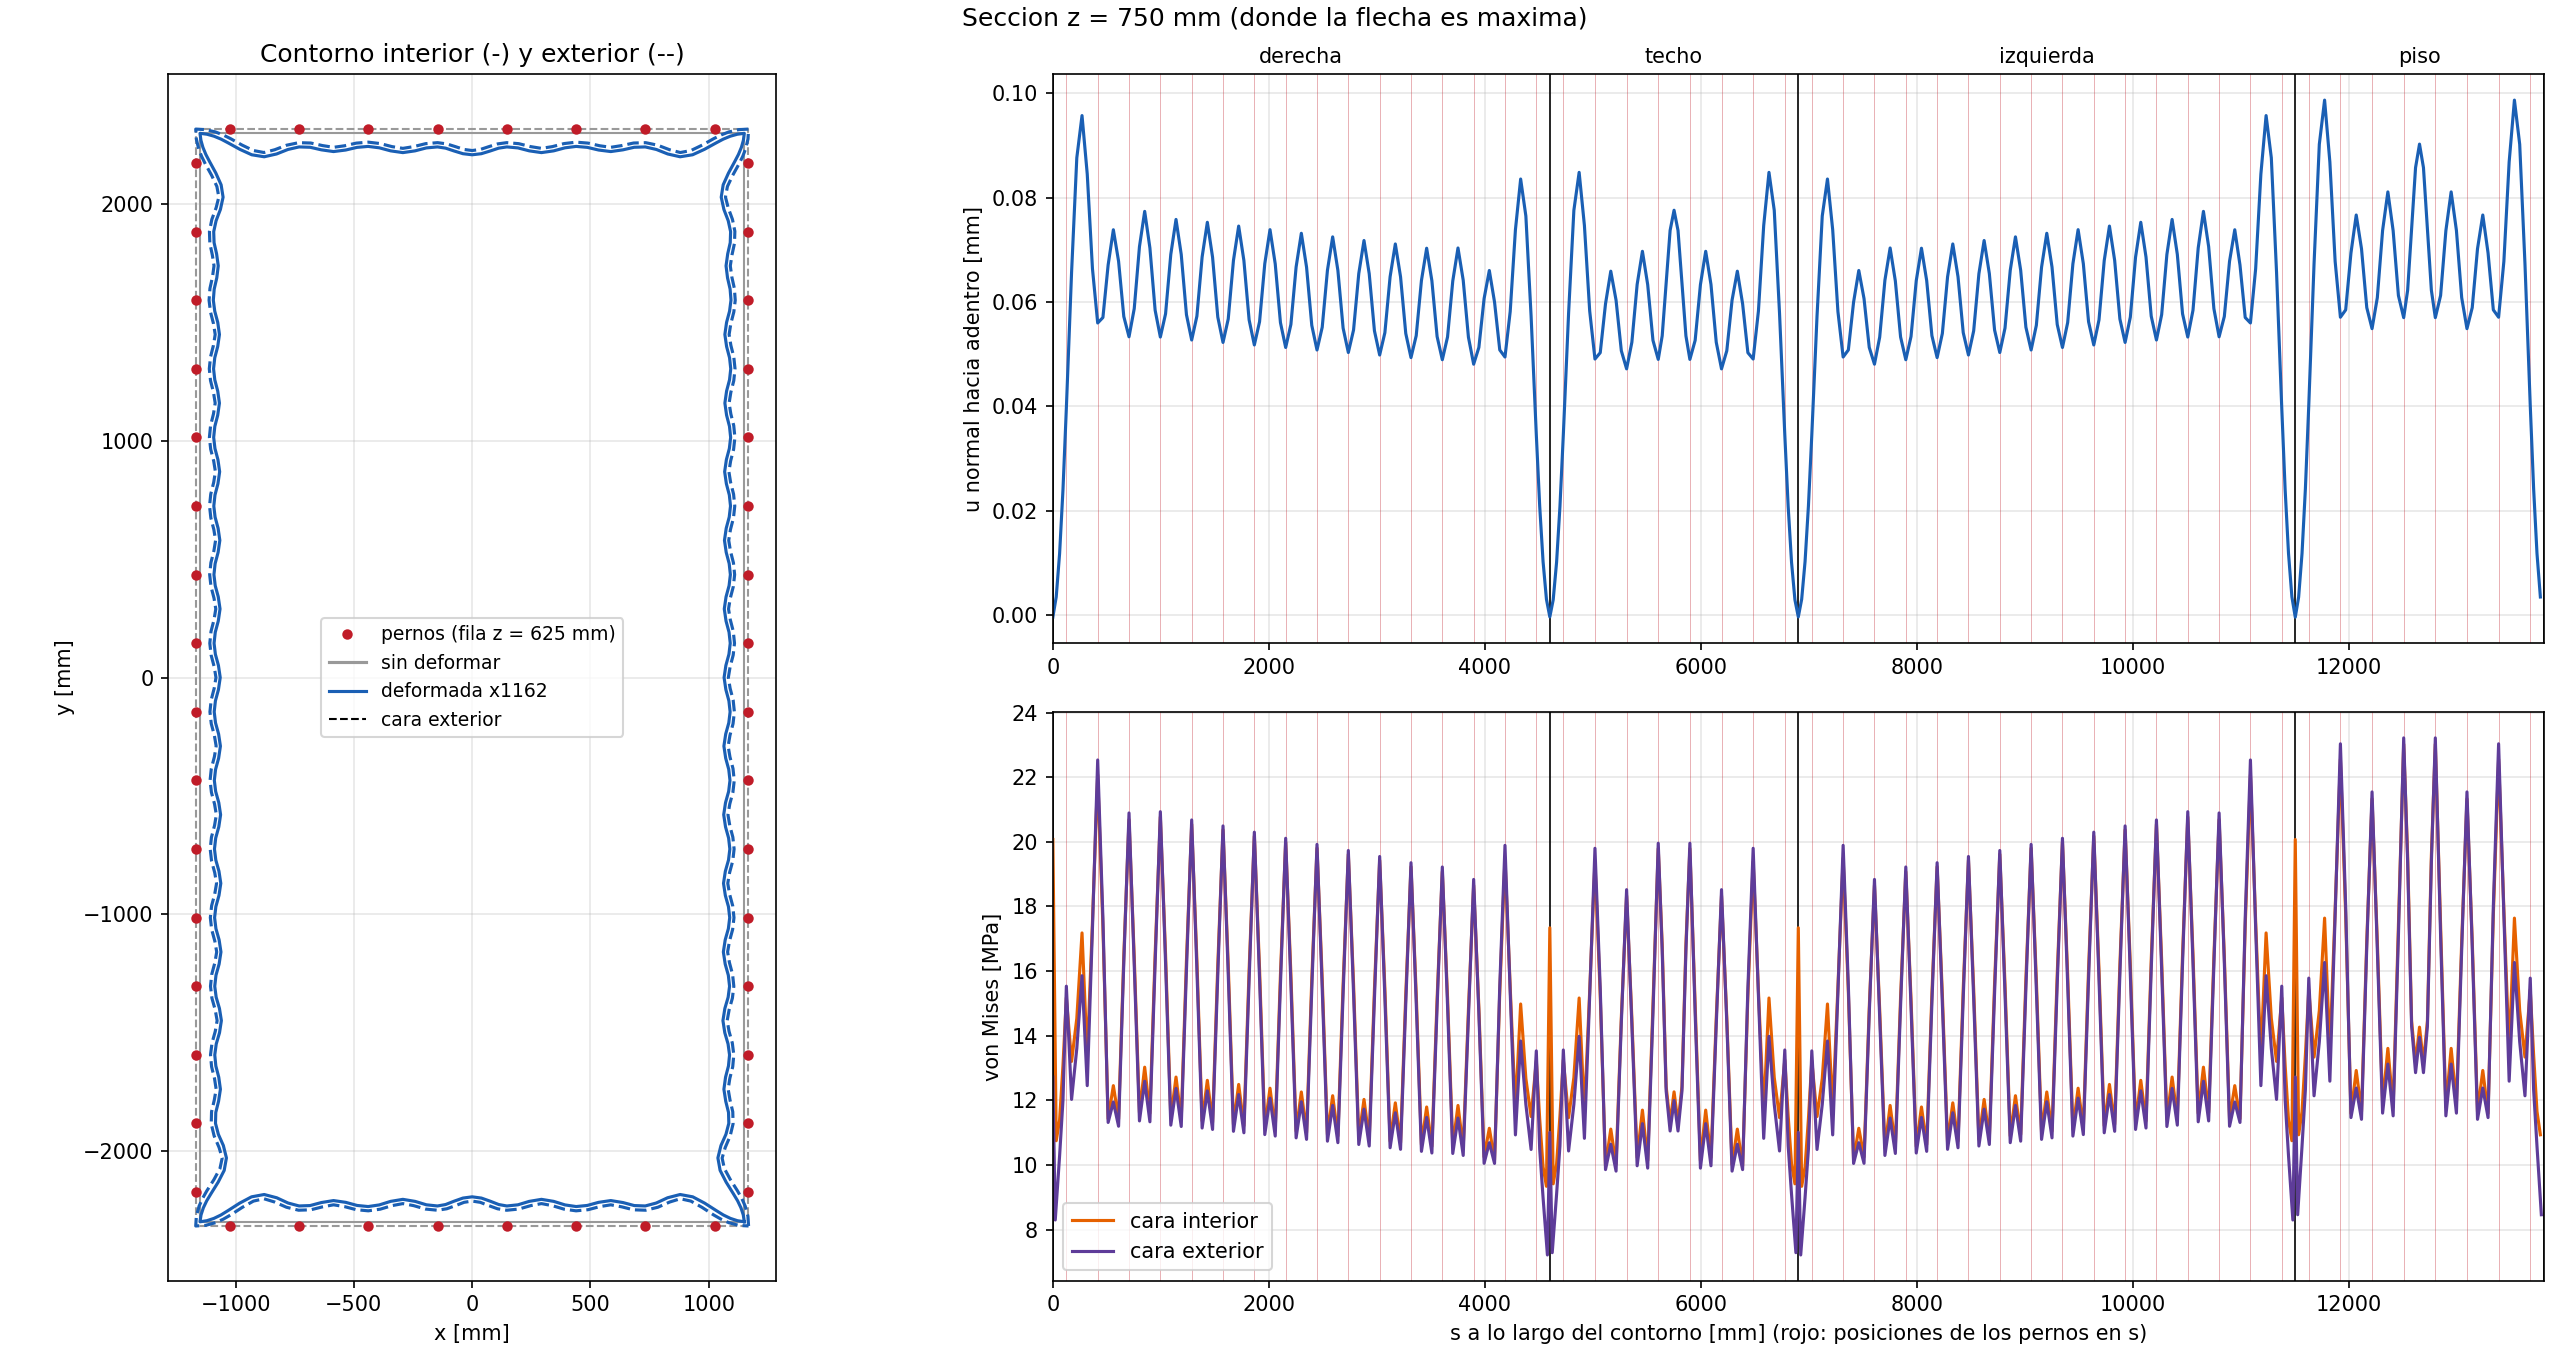 Seccion z = 750 mm (donde la flecha es maxima)
Contorno interior (-) y exterior (--)
y [mm]
2000
1000
0
−1000
−2000
pernos (fila z = 625 mm)
sin deformar
deformada x1162
cara exterior
−1000
−500
0
500
1000
x [mm]
derecha
techo
izquierda
piso
u normal hacia adentro [mm]
0.10
0.08
0.06
0.04
0.02
0.00
0
2000
4000
6000
8000
10000
12000
von Mises [MPa]
24
22
20
18
16
14
12
10
8
cara interior
cara exterior
0
2000
4000
6000
8000
10000
12000
s a lo largo del contorno [mm] (rojo: posiciones de los pernos en s)